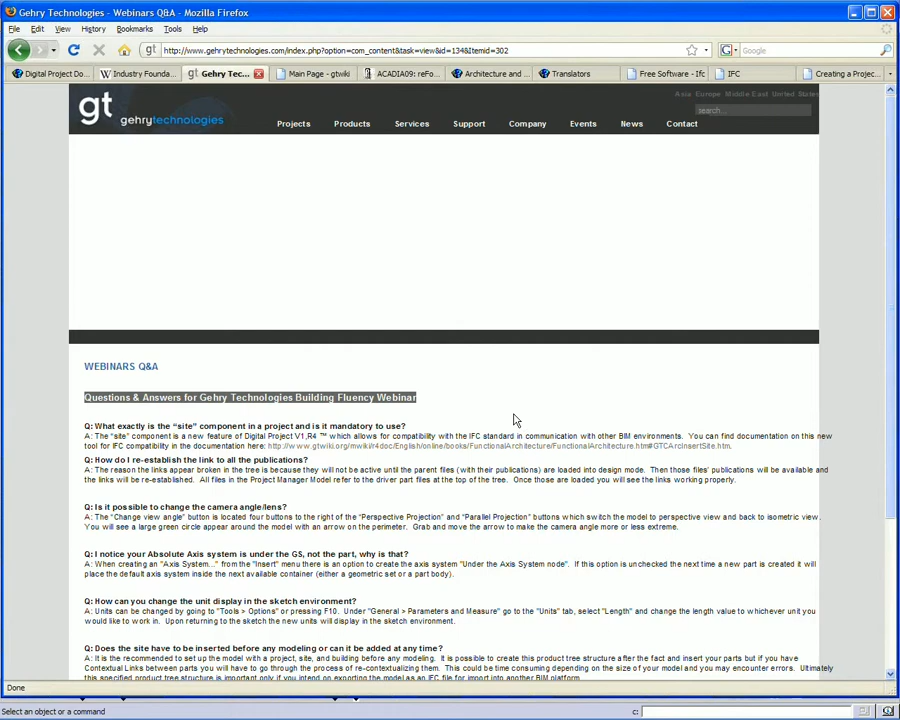 Gehry Technologies - Webinars Q&A - Mozilla Firefox
File Edit View History Bookmarks Tools Help
gt http://www.gehrytechnologies.com/index.php?option=com_content&task=view&id=134&Itemid=302 G Google
Digital Project Do... W Industry Founda... gt Gehry Tec... Main Page - gtwiki ACADIA09: reFo... Architecture and ... Translators Free Software - Ifc IFC Creating a Projec...
Asia Europe Middle East United States
gt gehrytechnologies
search...
Projects Products Services Support Company Events News Contact
WEBINARS Q&A
Questions & Answers for Gehry Technologies Building Fluency Webinar
Q: What exactly is the “site” component in a project and is it mandatory to use?
A: The “site” component is a new feature of Digital Project V1,R4 ™ which allows for compatibility with the IFC standard in communication with other BIM environments. You can find documentation on this new
tool for IFC compatibility in the documentation here: http://www.gtwiki.org/mwiki/r4doc/English/online/books/FunctionalArchitecture/FunctionalArchitecture.htm#GTCArcInsertSite.htm.
Q: How do I re-establish the link to all the publications?
A: The reason the links appear broken in the tree is because they will not be active until the parent files (with their publications) are loaded into design mode. Then those files' publications will be available and
the links will be re-established. All files in the Project Manager Model refer to the driver part files at the top of the tree. Once those are loaded you will see the links working properly.
Q: Is it possible to change the camera angle/lens?
A: The “Change view angle” button is located four buttons to the right of the “Perspective Projection” and “Parallel Projection” buttons which switch the model to perspective view and back to isometric view.
You will see a large green circle appear around the model with an arrow on the perimeter. Grab and move the arrow to make the camera angle more or less extreme.
Q: I notice your Absolute Axis system is under the GS, not the part, why is that?
A: When creating an "Axis System..." from the "Insert" menu there is an option to create the axis system "Under the Axis System node". If this option is unchecked the next time a new part is created it will
place the default axis system inside the next available container (either a geometric set or a part body).
Q: How can you change the unit display in the sketch environment?
A: Units can be changed by going to "Tools > Options" or pressing F10. Under "General > Parameters and Measure" go to the "Units" tab, select "Length" and change the length value to whichever unit you
would like to work in. Upon returning to the sketch the new units will display in the sketch environment.
Q: Does the site have to be inserted before any modeling or can it be added at any time?
A: It is the recommended to set up the model with a project, site, and building before any modeling. It is possible to create this product tree structure after the fact and insert your parts but if you have
Contextual Links between parts you will have to go through the process of re-contextualizing them. This could be time consuming depending on the size of your model and you may encounter errors. Ultimately
this specified product tree structure is important only if you intend on exporting the model as an IFC file for import into another BIM platform
Done
Select an object or a command c: